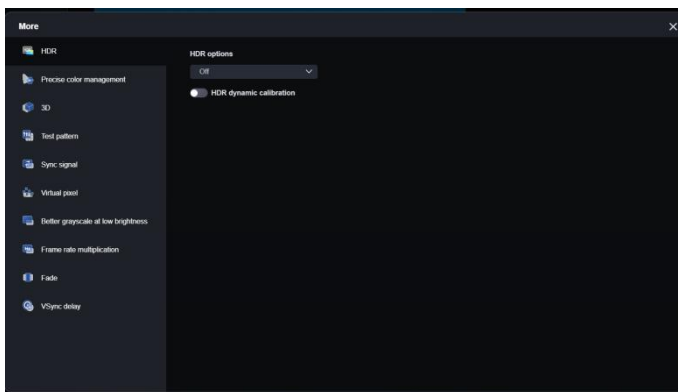 More
HDR
Precise color management
3D
Test pattern
Sync signal
Virtual pixel
Better grayscale at low brightness
Frame rate multiplication
Fade
VSync delay
HDR options
Off
HDR dynamic calibration